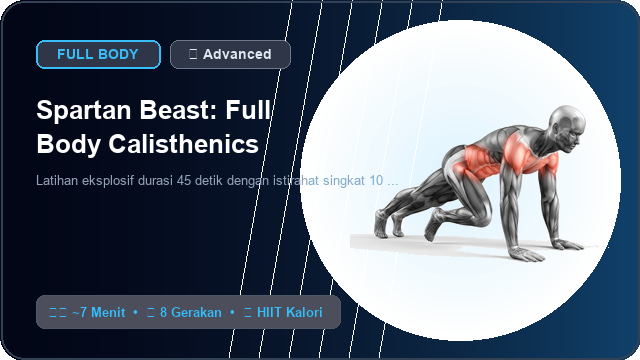 FULL BODY
Advanced
Spartan Beast: Full
Body Calisthenics
Latihan eksplosif durasi 45 detik dengan istirahat singkat 10 ...
~7 Menit • 8 Gerakan • HIIT Kalori